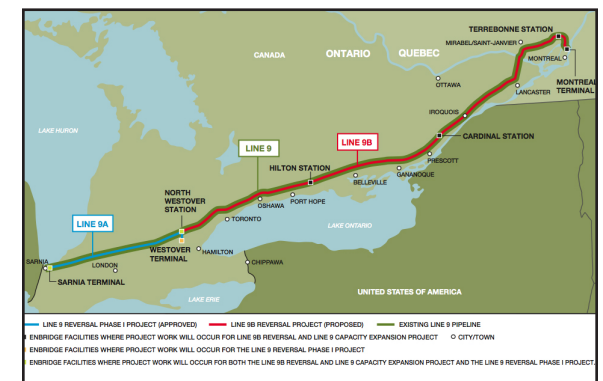 TERREBONNE STATION
MIRABEL/SAINT-JANVIER
CANADA
ONTARIO
QUEBEC
MONTREAL
MONTREAL
TERMINAL
OTTAWA
LANCASTER
LAKE HURON
IROQUOIS
LINE 9
LINE 9B
CARDINAL STATION
HILTON STATION
PRESCOTT
NORTH
WESTOVER
STATION
BELLEVILLE
GANANOQUE
OSHAWA
PORT HOPE
LINE 9A
TORONTO
LAKE ONTARIO
WESTOVER
TERMINAL
HAMILTON
SARNIA
LONDON
CHIPPAWA
SARNIA TERMINAL
LAKE ERIE
UNITED STATES OF AMERICA
LINE 9 REVERSAL PHASE I PROJECT (APPROVED)
LINE 9B REVERSAL PROJECT (PROPOSED)
EXISTING LINE 9 PIPELINE
ENBRIDGE FACILITIES WHERE PROJECT WORK WILL OCCUR FOR LINE 9B REVERSAL AND LINE 9 CAPACITY EXPANSION PROJECT
CITY/TOWN
ENBRIDGE FACILITIES WHERE PROJECT WORK WILL OCCUR FOR THE LINE 9 REVERSAL PHASE I PROJECT
ENBRIDGE FACILITIES WHERE PROJECT WORK WILL OCCUR FOR BOTH THE LINE 9B REVERSAL AND LINE 9 CAPACITY EXPANSION PROJECT AND THE LINE 9 REVERSAL PHASE I PROJECT.